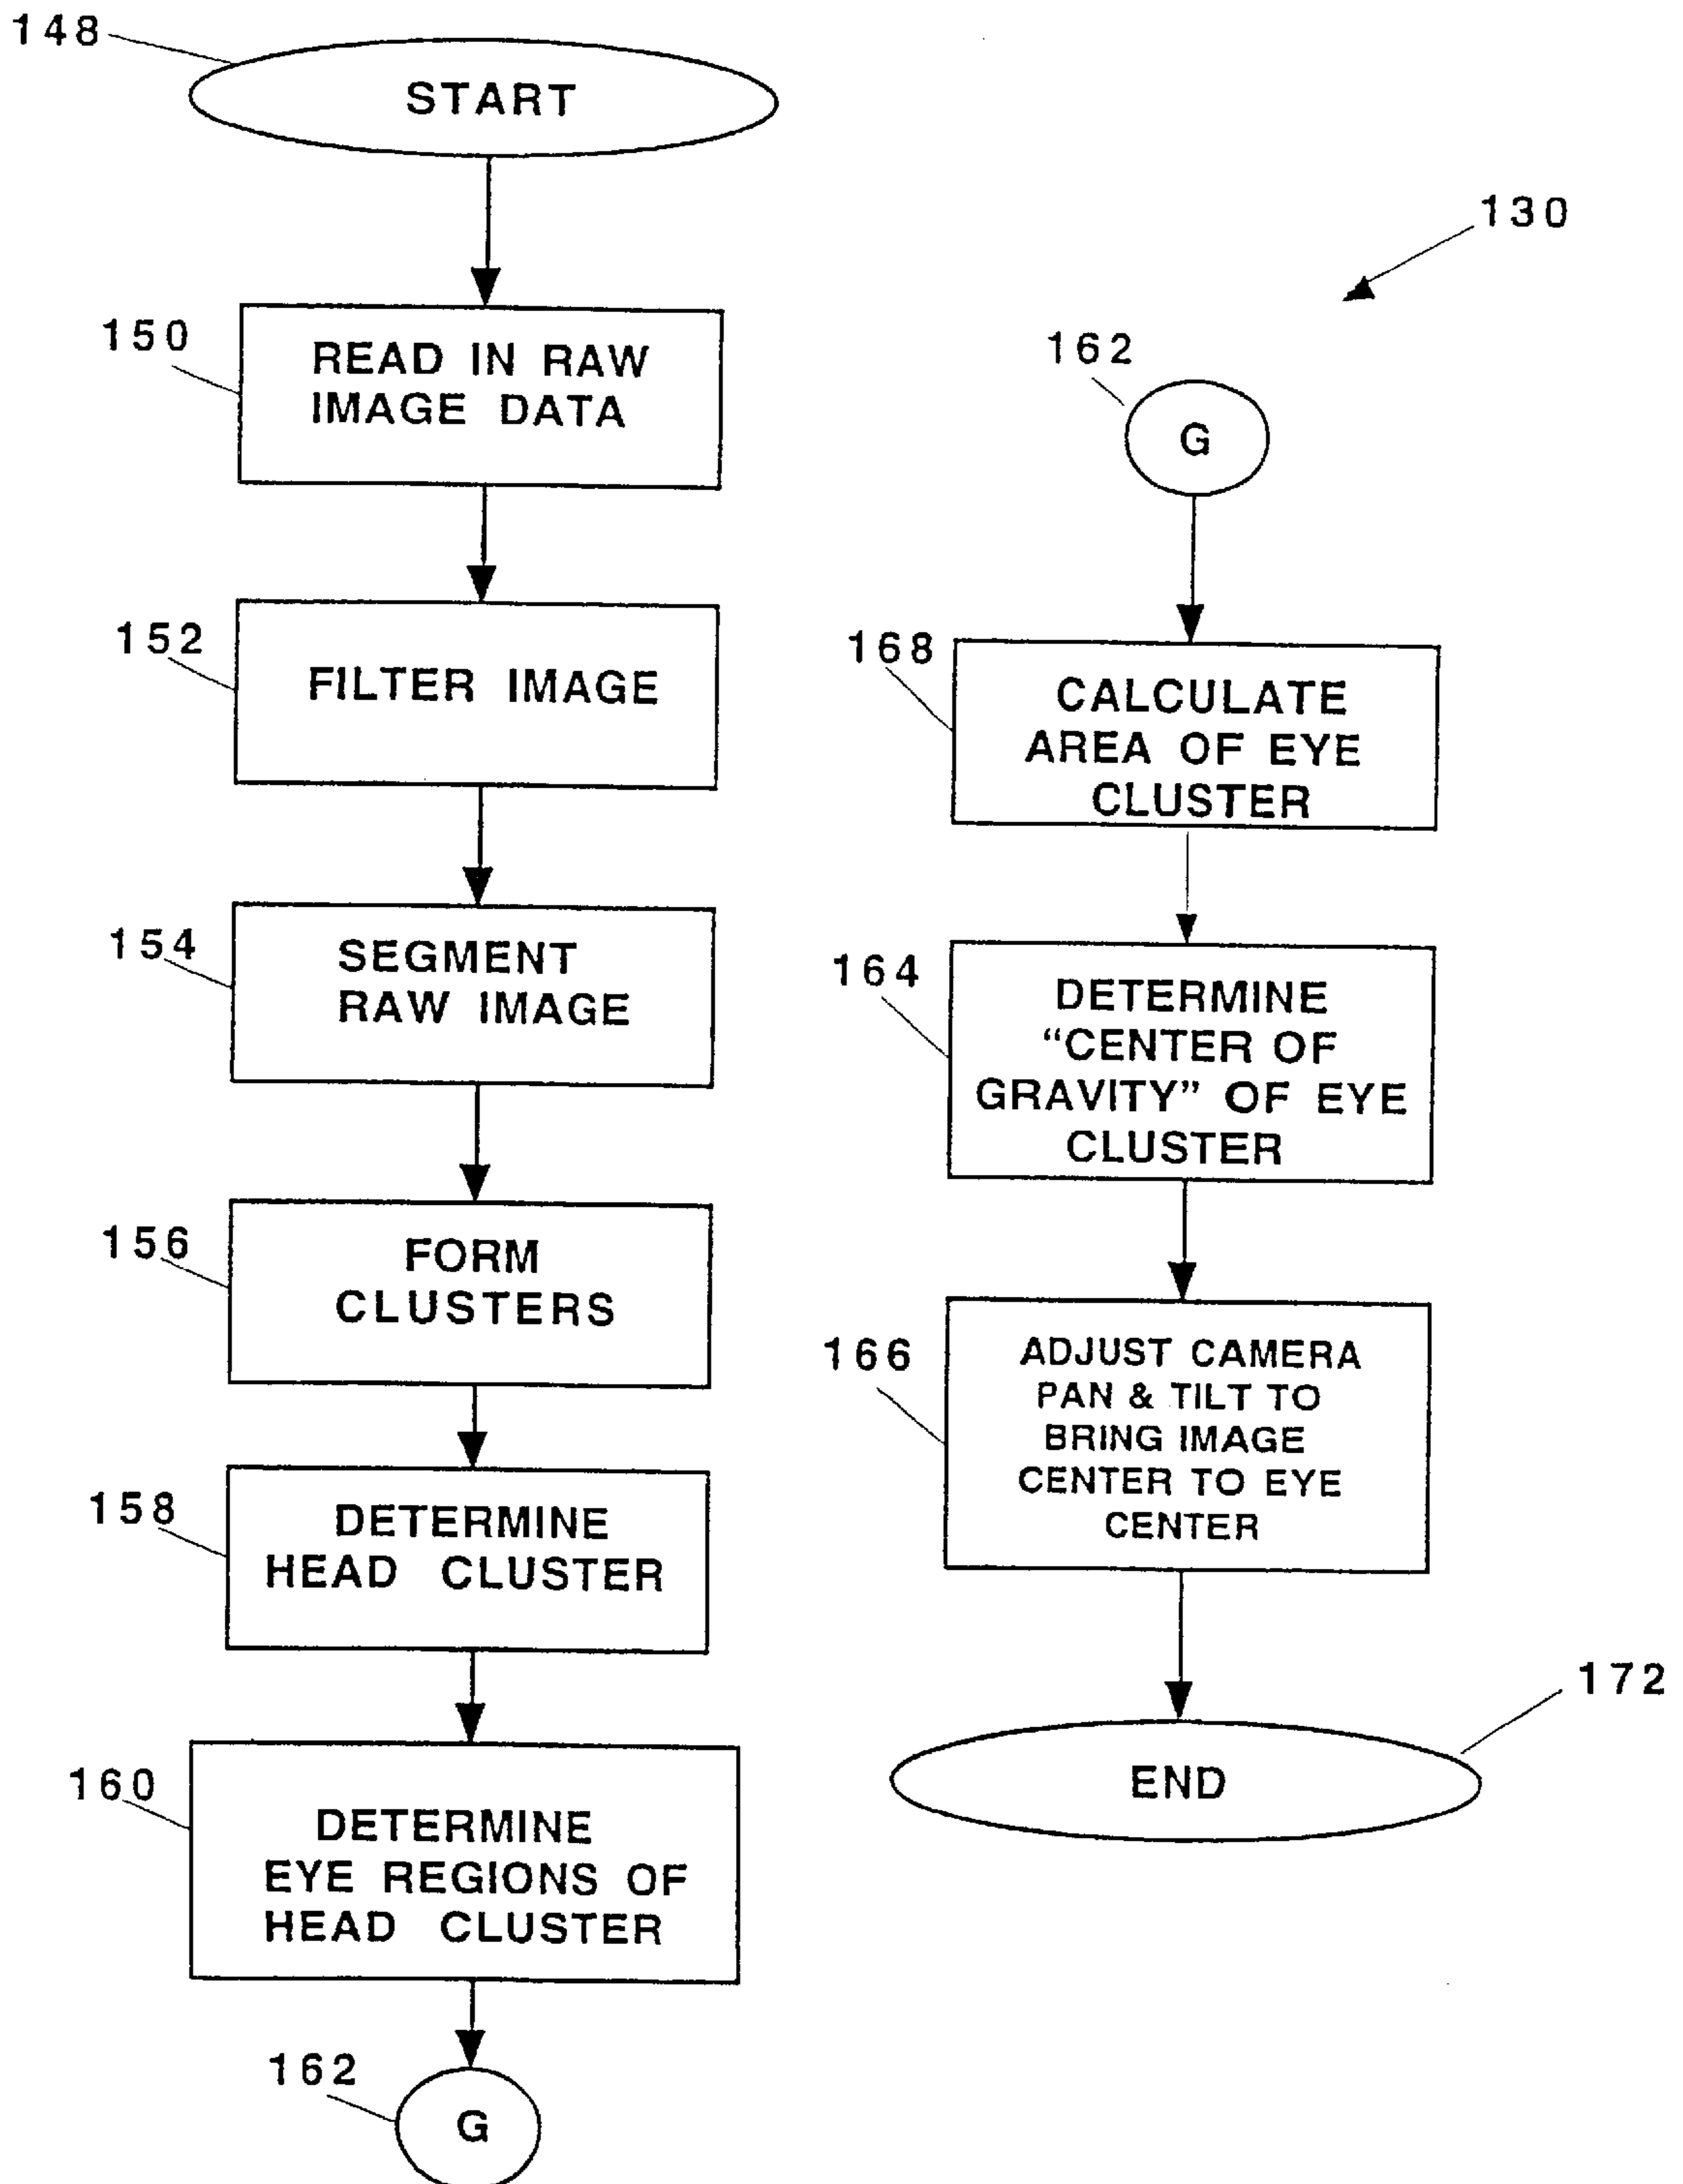 148
START
150
READ IN RAW
IMAGE DATA
152
FILTER IMAGE
154
SEGMENT
RAW IMAGE
156
FORM
CLUSTERS
158
DETERMINE
HEAD CLUSTER
160
DETERMINE
EYE REGIONS OF
HEAD CLUSTER
162
G
130
162
G
168
CALCULATE
AREA OF EYE
CLUSTER
164
DETERMINE
“CENTER OF
GRAVITY” OF EYE
CLUSTER
166
ADJUST CAMERA
PAN & TILT TO
BRING IMAGE
CENTER TO EYE
CENTER
172
END